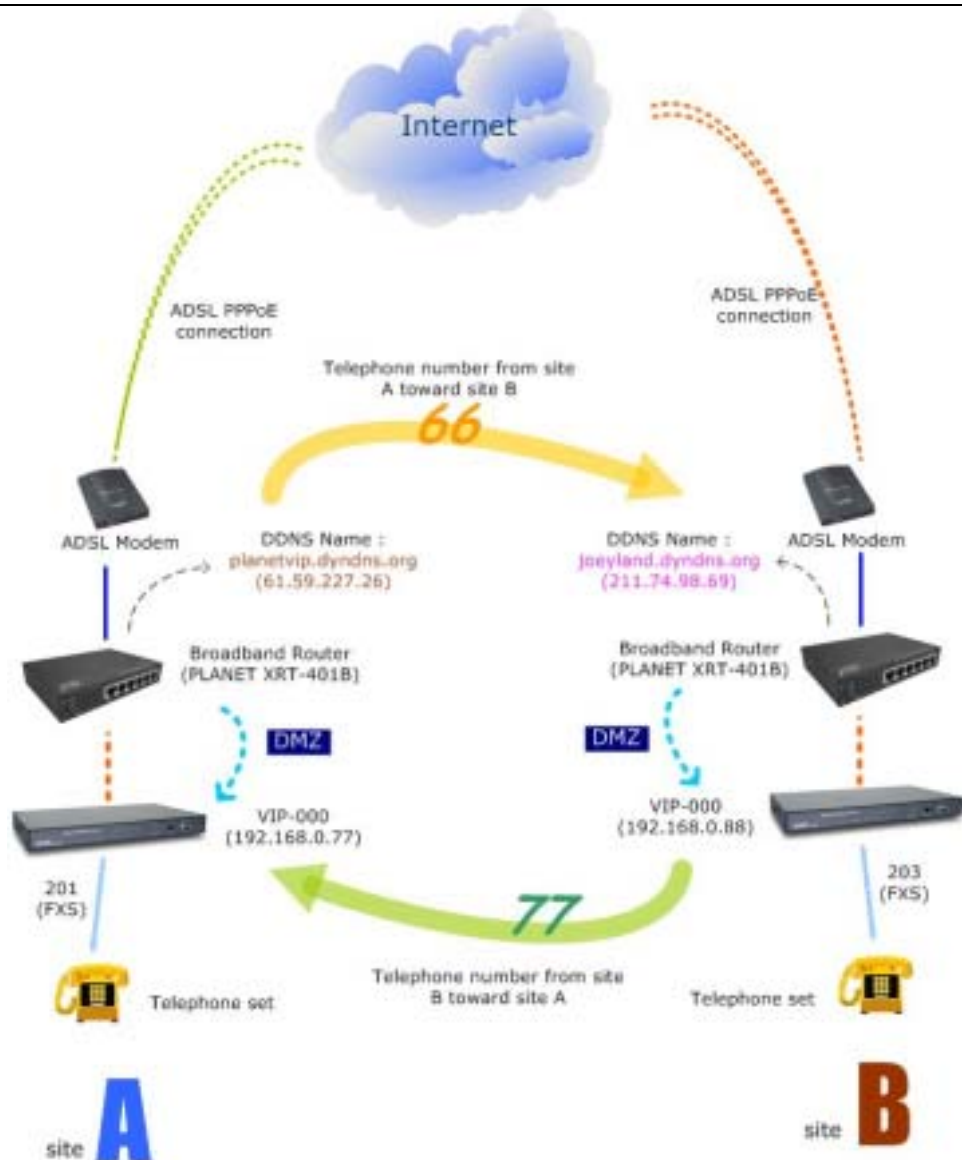 Internet
ADSL PPPoE
connection
ADSL PPPoE
connection
Telephone number from site
A toward site B
66
ADSL Modem
DDNS Name :
planetvip.dyndns.org
(61.59.227.26)
DDNS Name :
joeyland.dyndns.org
(211.74.98.69)
ADSL Modem
Broadband Router
(PLANET XRT-401B)
Broadband Router
(PLANET XRT-401B)
DMZ
DMZ
VIP-000
(192.168.0.77)
VIP-000
(192.168.0.88)
201
(FXS)
203
(FXS)
77
Telephone number from site
B toward site A
Telephone set
Telephone set
site A
site B